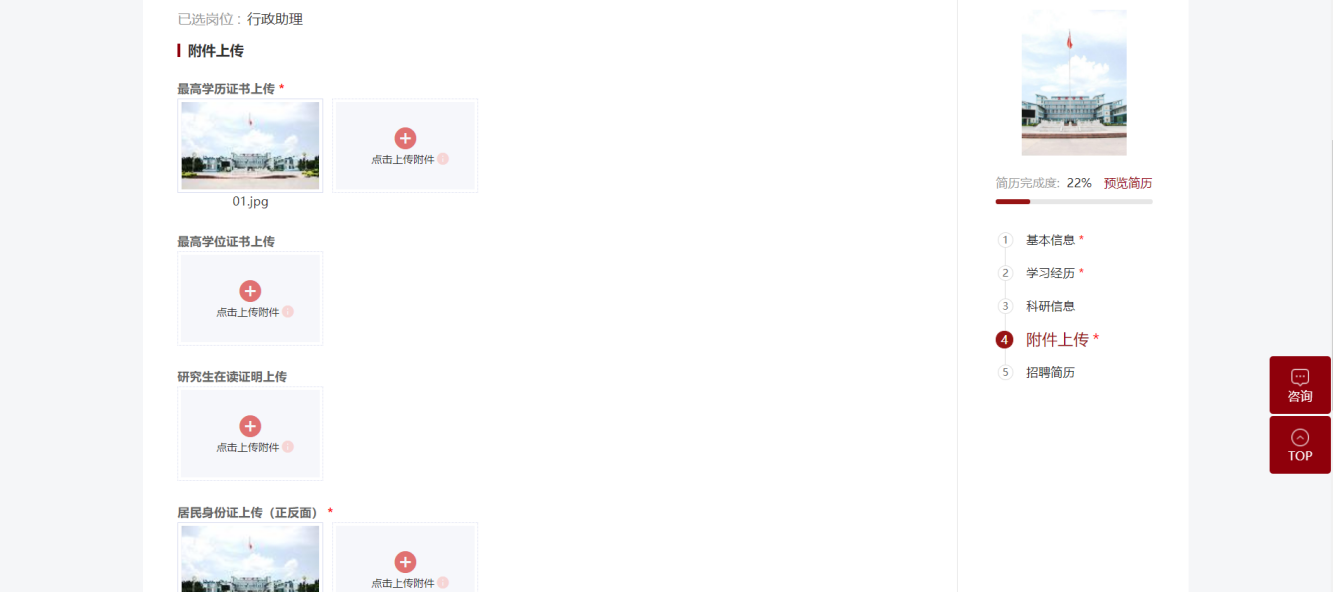 已选岗位： 行政助理
附件上传
最高学历证书上传 *
点击上传附件
01.jpg
最高学位证书上传
点击上传附件
研究生在读证明上传
点击上传附件
居民身份证上传（正反面） *
点击上传附件
简历完成度: 22% 预览简历
1 基本信息 *
2 学习经历 *
3 科研信息
4 附件上传 *
5 招聘简历
咨询
TOP